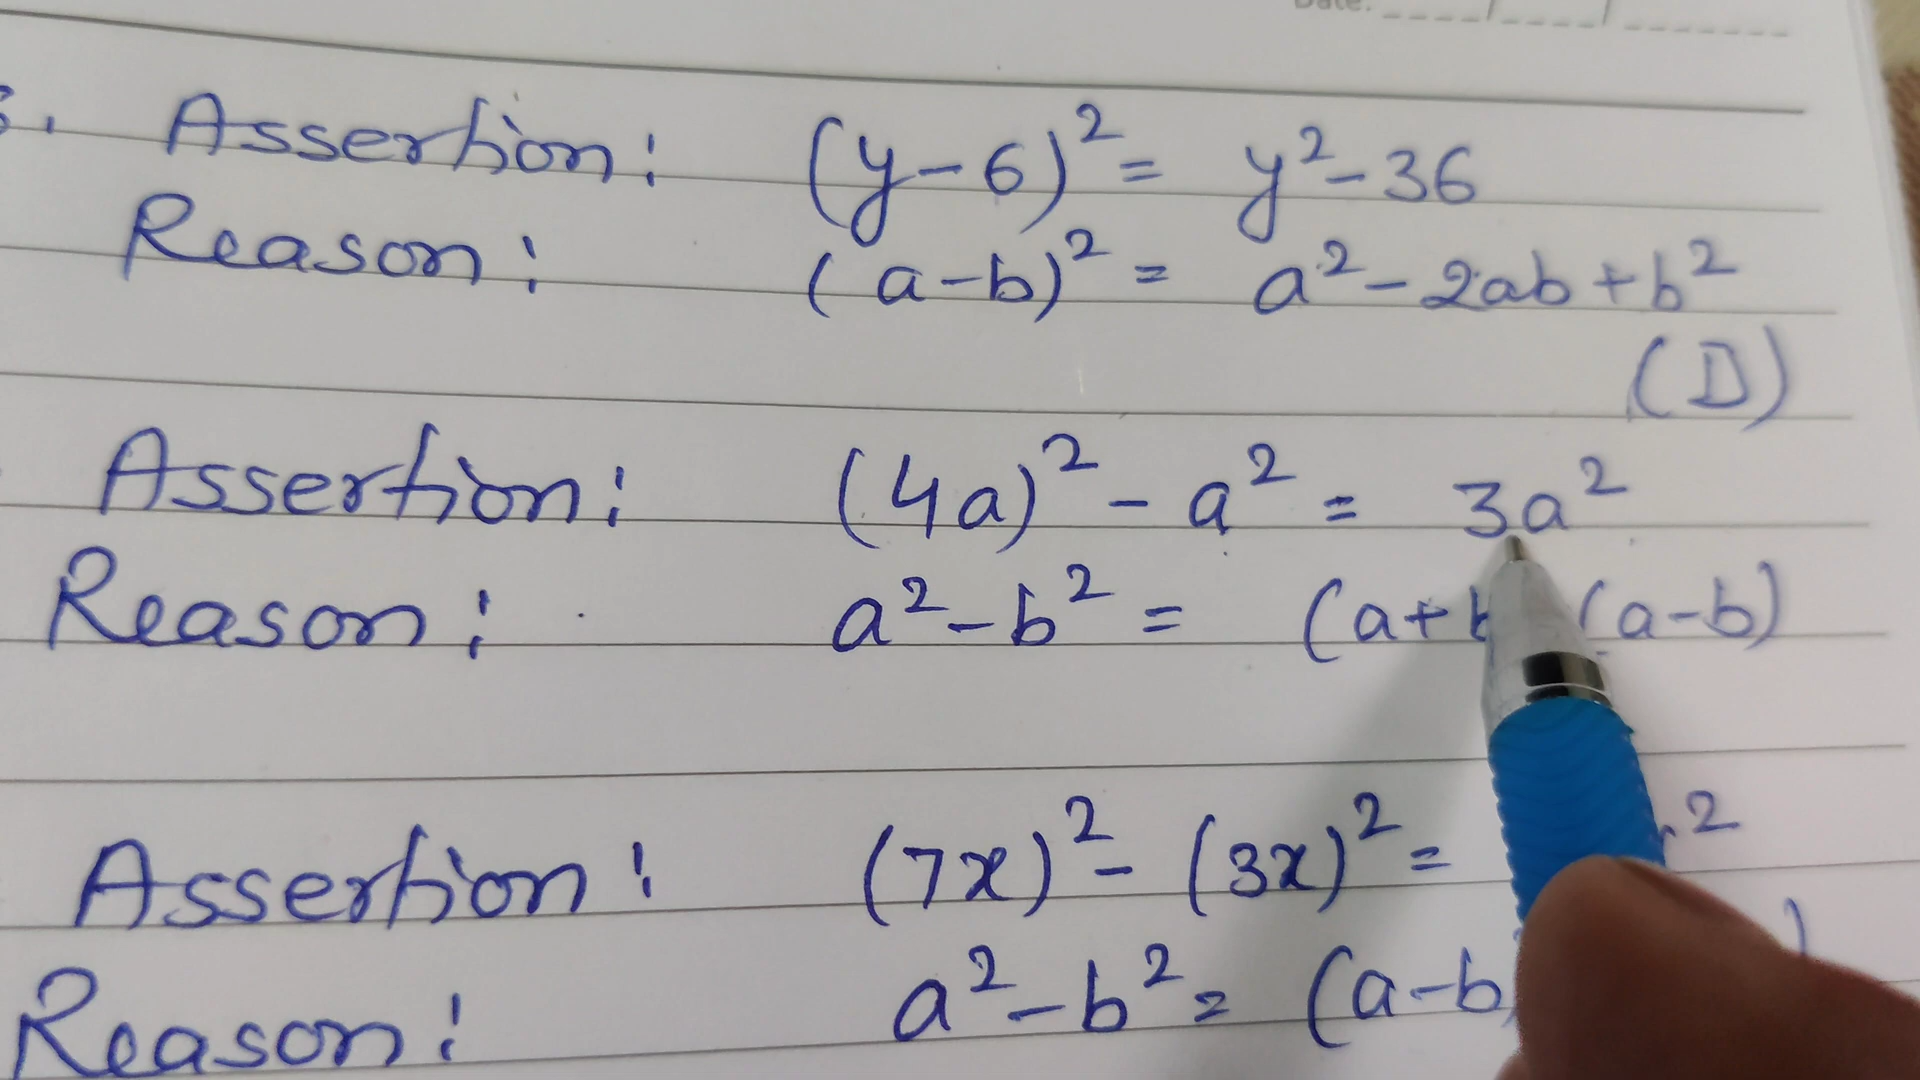 Date:
Assertion: (y-6)² = y²-36
Reason: (a-b)² = a²-2ab+b²
(D)
Assertion: (4a)² - a² = 3a²
Reason: a²-b² = (a+ (a-b)
Assertion: (7x)² - (3x)² = ²
Reason: a²-b² = (a-b )